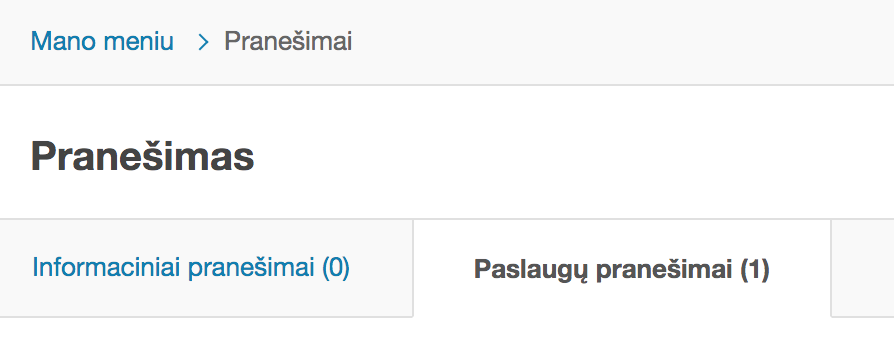 Mano meniu > Pranešimai
Pranešimas
Informaciniai pranešimai (0) Paslaugų pranešimai (1)